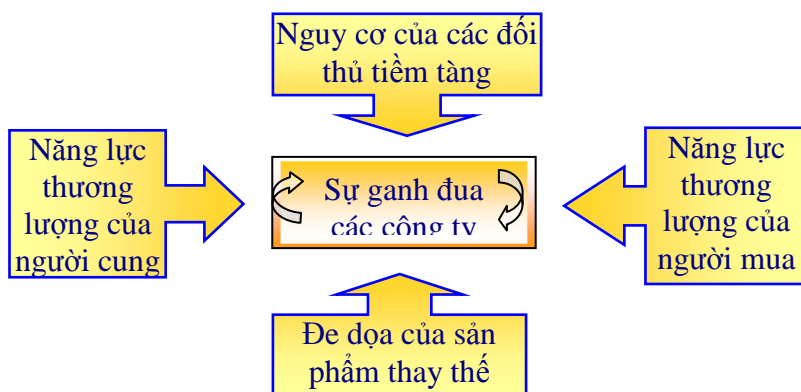 Nguy cơ của các đối
thủ tiềm tàng
Năng lực
thương
lượng của
người cung
Sự ganh đua
các công ty
Năng lực
thương
lượng của
người mua
Đe dọa của sản
phẩm thay thế